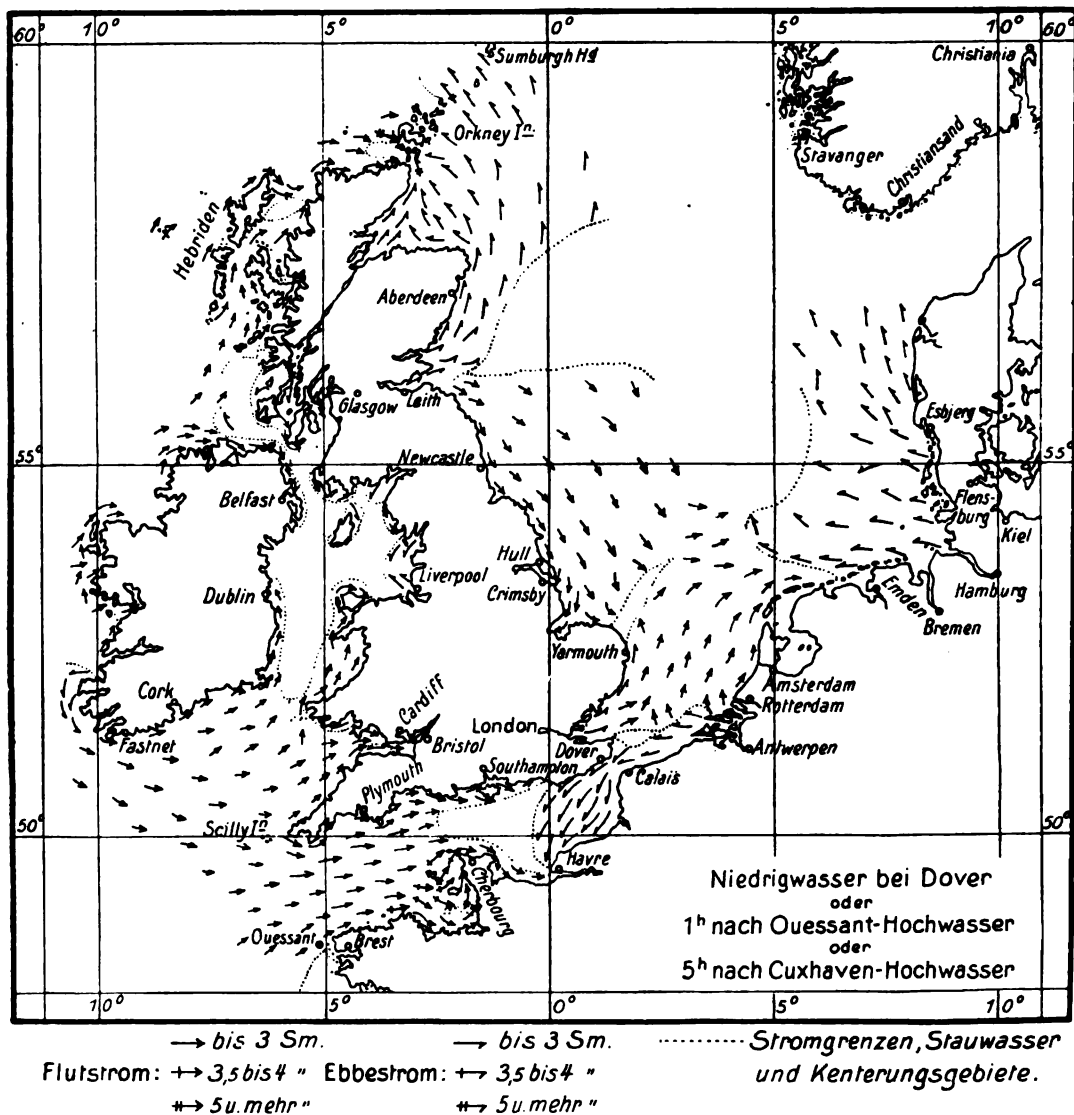 10° 5° 0° 5° 10°
60° 60°
Sumburgh Hd
Christiania
Orkney In.
Stavanger
Christiansand
Hebriden
Aberdeen
Glasgow
Leith
Esbjerg
55° 55°
Newcastle
Belfast
Flens-
burg
Kiel
Hull
Liverpool
Crimsby
Dublin
Hamburg
Emden
Bremen
Yarmouth
Cork
Cardiff
Amsterdam
Rotterdam
London
Fastnet
Bristol
Dover
Antwerpen
Southampton
Calais
Plymouth
Scilly In.
50° 50°
Havre
Cherbourg
Ouessant
Brest
Niedrigwasser bei Dover
oder
1h nach Ouessant-Hochwasser
oder
5h nach Cuxhaven-Hochwasser
10° 5° 0° 5° 10°
bis 3 Sm. bis 3 Sm. Stromgrenzen, Stauwasser
Flutstrom: 3,5 bis 4 " Ebbestrom: 3,5 bis 4 " und Kenterungsgebiete.
5 u. mehr " 5 u. mehr "